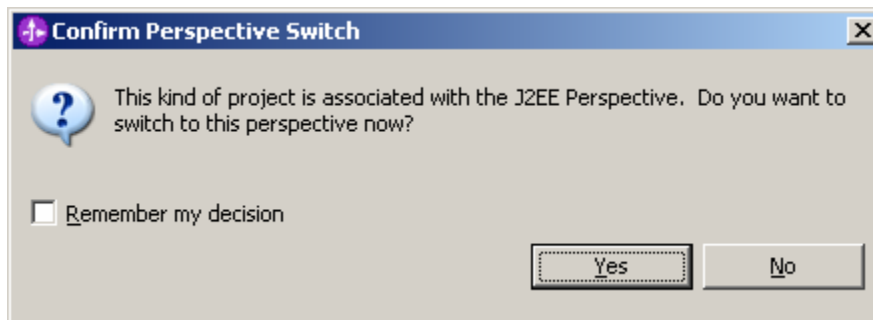 Confirm Perspective Switch
This kind of project is associated with the J2EE Perspective.  Do you want to
switch to this perspective now?
Remember my decision
Yes No